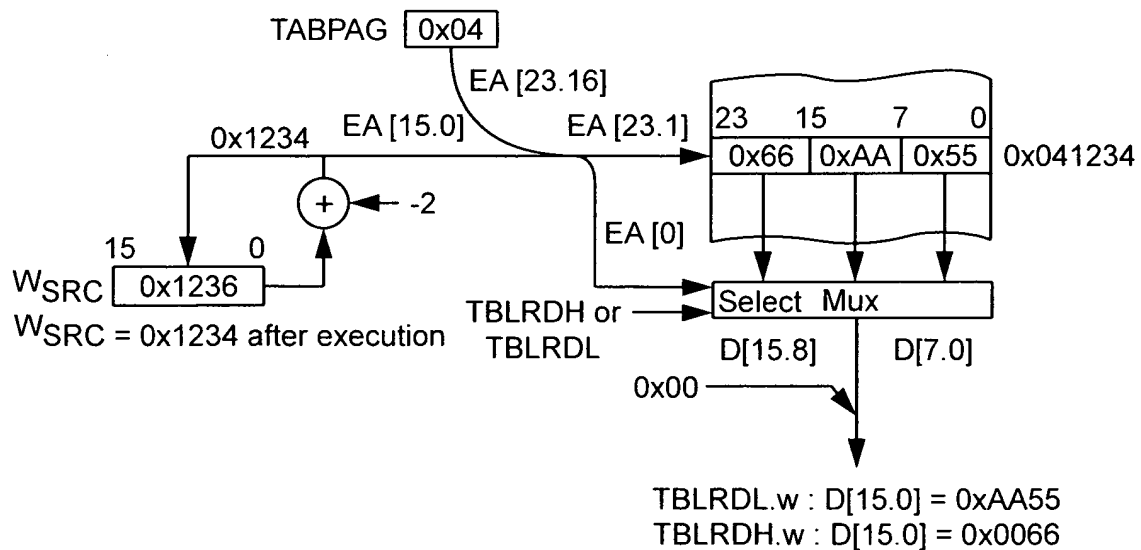 TABPAG 0x04
EA [23.16]
EA [15.0]
EA [23.1]
0x1234
23 15 7 0
0x66 0xAA 0x55 0x041234
+ -2
EA [0]
15 0
WSRC 0x1236
WSRC = 0x1234 after execution
TBLRDH or
TBLRDL
Select Mux
D[15.8] D[7.0]
0x00
TBLRDL.w : D[15.0] = 0xAA55
TBLRDH.w : D[15.0] = 0x0066